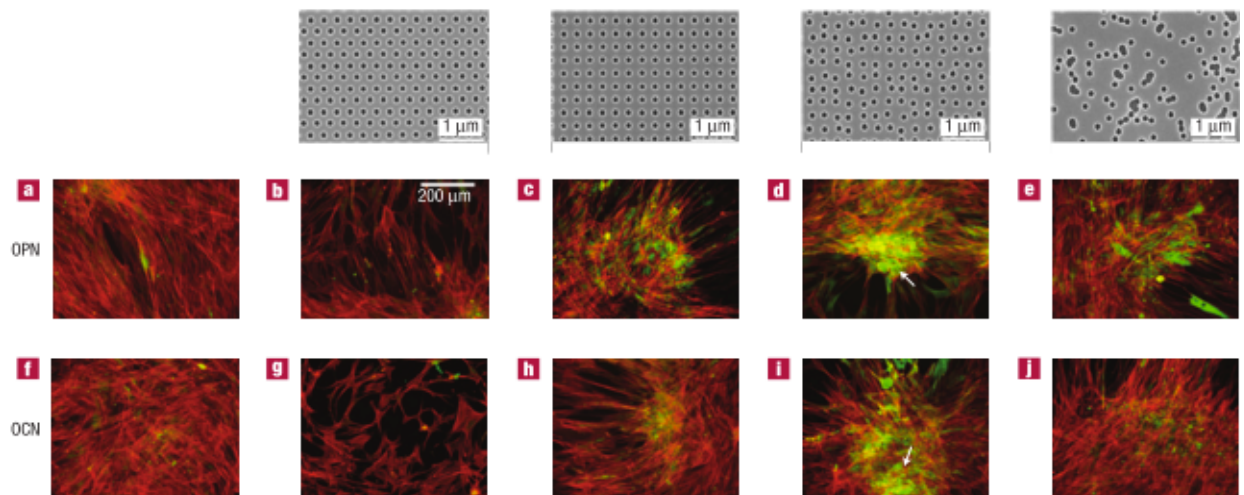 1 μm 1 μm 1 μm 1 μm
a b c d e
200 μm
OPN
f g h i j
OCN